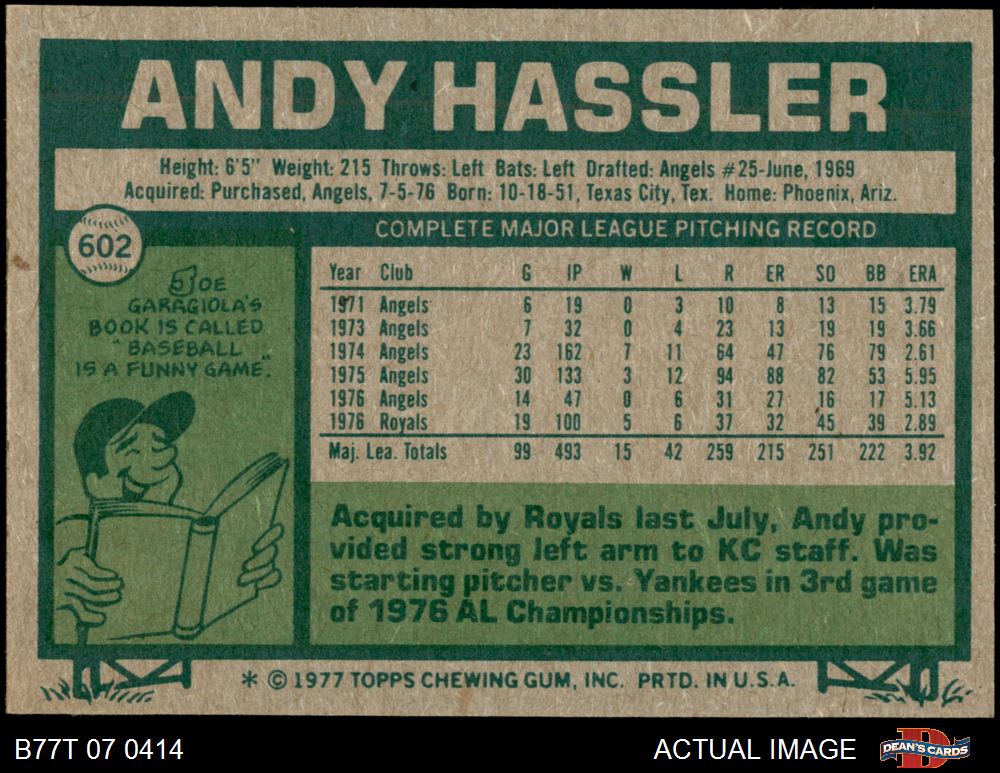 ANDY HASSLER
Height: 6'5" Weight: 215 Throws: Left Bats: Left Drafted: Angels #25-June, 1969
Acquired: Purchased, Angels, 7-5-76 Born: 10-18-51, Texas City, Tex. Home: Phoenix, Ariz.
602
JOE
GARAGIOLA'S
BOOK IS CALLED
"BASEBALL
IS A FUNNY GAME."
COMPLETE MAJOR LEAGUE PITCHING RECORD
Year Club G IP W L R ER SO BB ERA
1971 Angels 6 19 0 3 10 8 13 15 3.79
1973 Angels 7 32 0 4 23 13 19 19 3.66
1974 Angels 23 162 7 11 64 47 76 79 2.61
1975 Angels 30 133 3 12 94 88 82 53 5.95
1976 Angels 14 47 0 6 31 27 16 17 5.13
1976 Royals 19 100 5 6 37 32 45 39 2.89
Maj. Lea. Totals 99 493 15 42 259 215 251 222 3.92
Acquired by Royals last July, Andy pro-
vided strong left arm to KC staff. Was
starting pitcher vs. Yankees in 3rd game
of 1976 AL Championships.
* © 1977 TOPPS CHEWING GUM, INC. PRTD. IN U.S.A.
B77T 07 0414
ACTUAL IMAGE
DEAN'S CARDS